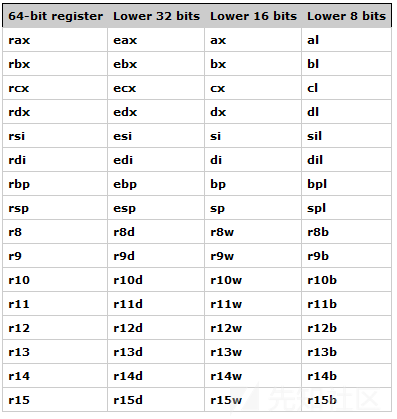 64-bit register Lower 32 bits Lower 16 bits Lower 8 bits
rax eax ax al
rbx ebx bx bl
rcx ecx cx cl
rdx edx dx dl
rsi esi si sil
rdi edi di dil
rbp ebp bp bpl
rsp esp sp spl
r8 r8d r8w r8b
r9 r9d r9w r9b
r10 r10d r10w r10b
r11 r11d r11w r11b
r12 r12d r12w r12b
r13 r13d r13w r13b
r14 r14d r14w r14b
r15 r15d r15w r15b
先知社区